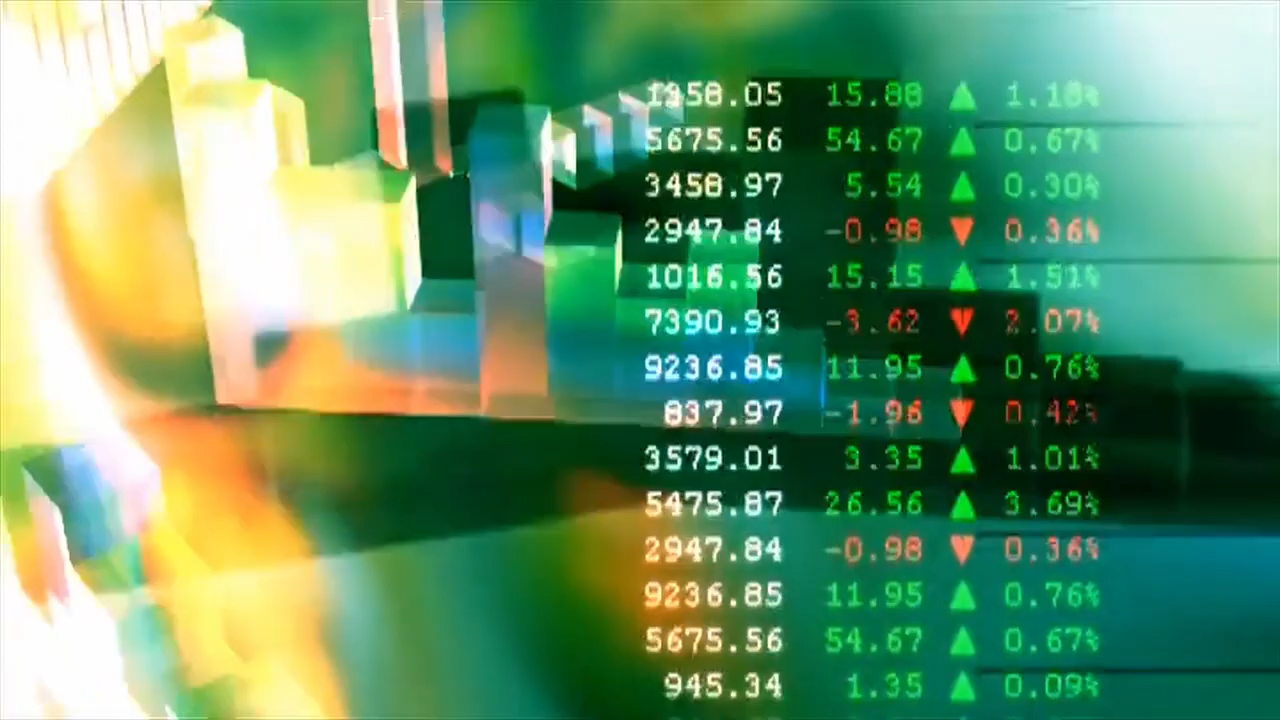 1358.05 15.88 ▲ 1.18%
5675.56 54.67 ▲ 0.67%
3458.97 5.54 ▲ 0.30%
2947.84 -0.98 ▼ 0.36%
1016.56 15.15 ▲ 1.51%
7390.93 -3.62 ▼ 2.07%
9236.85 11.95 ▲ 0.76%
837.97 -1.96 ▼ 0.42%
3579.01 3.35 ▲ 1.01%
5475.87 26.56 ▲ 3.69%
2947.84 -0.98 ▼ 0.36%
9236.85 11.95 ▲ 0.76%
5675.56 54.67 ▲ 0.67%
945.34 1.35 ▲ 0.09%